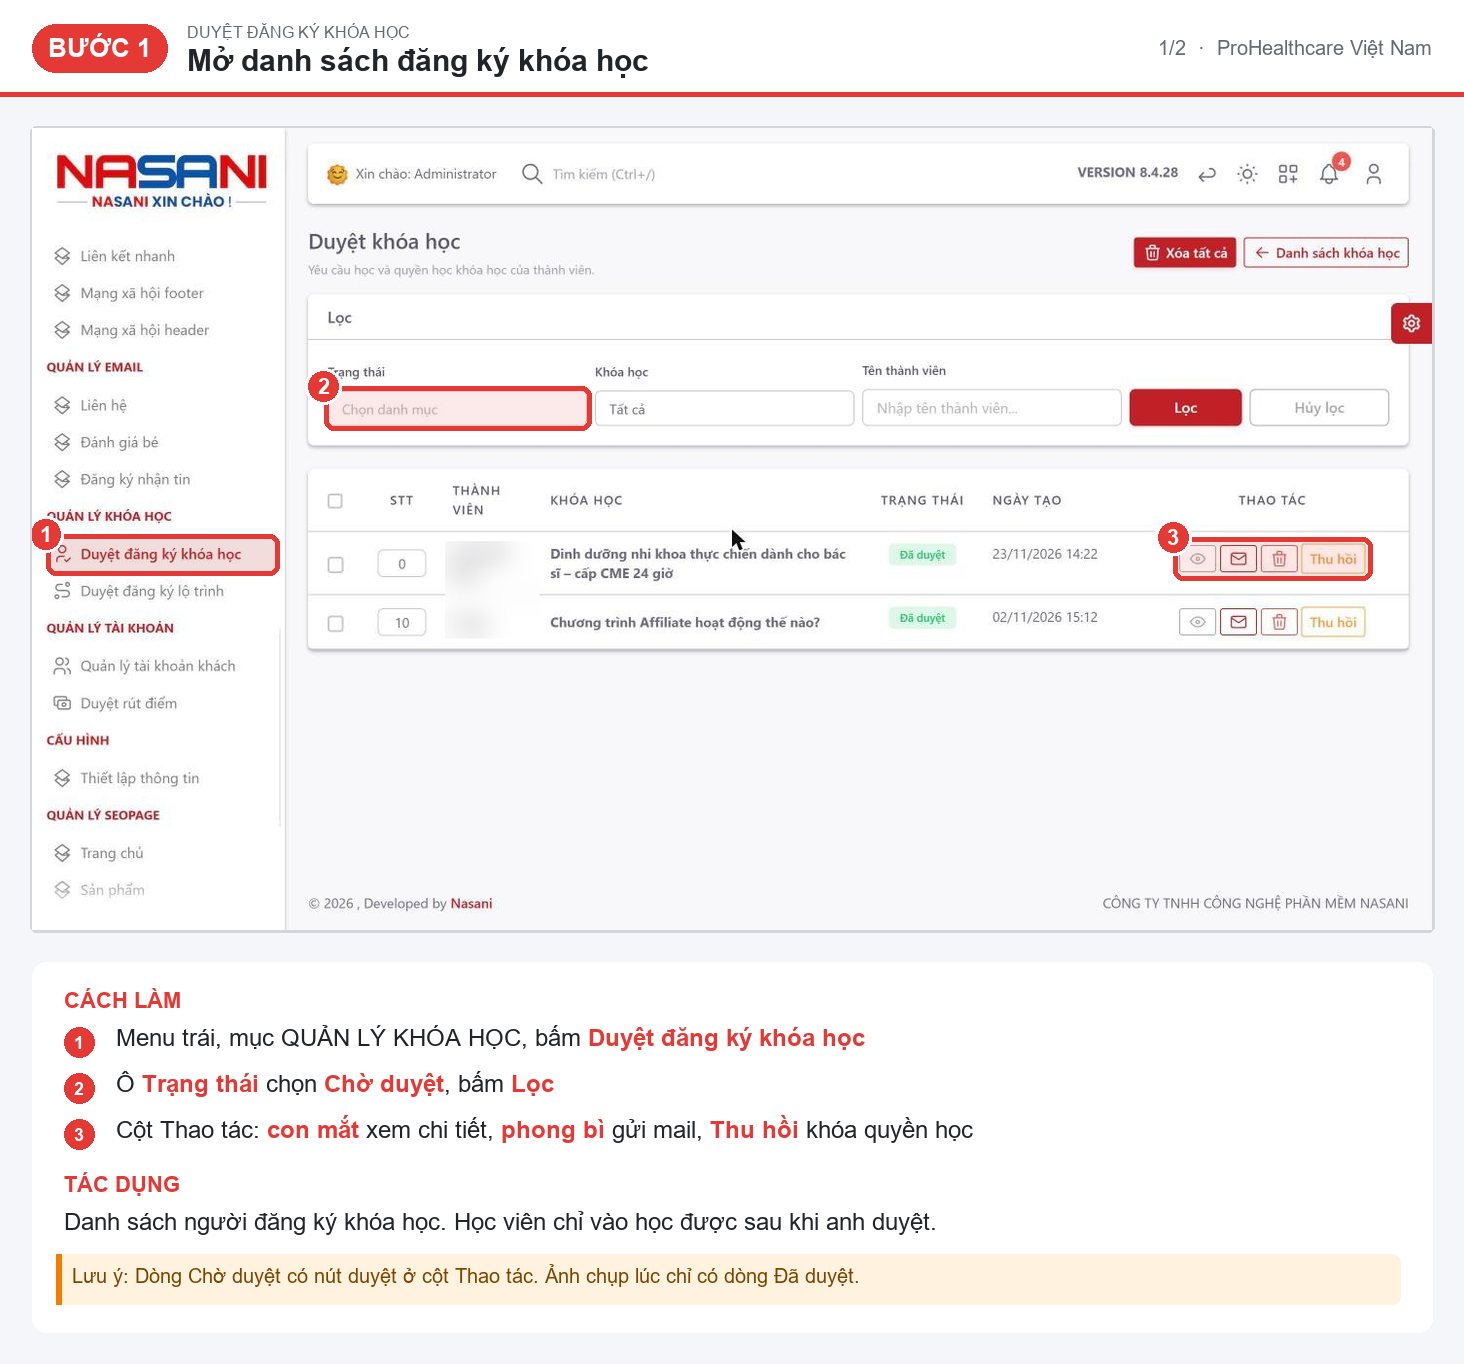 BƯỚC 1
DUYỆT ĐĂNG KÝ KHÓA HỌC
Mở danh sách đăng ký khóa học
1/2 · ProHealthcare Việt Nam
NASANI
NASANI XIN CHÀO !
Liên kết nhanh
Mạng xã hội footer
Mạng xã hội header
QUẢN LÝ EMAIL
Liên hệ
Đánh giá bé
Đăng ký nhận tin
QUẢN LÝ KHÓA HỌC
1
Duyệt đăng ký khóa học
Duyệt đăng ký lộ trình
QUẢN LÝ TÀI KHOẢN
Quản lý tài khoản khách
Duyệt rút điểm
CẤU HÌNH
Thiết lập thông tin
QUẢN LÝ SEOPAGE
Trang chủ
Sản phẩm
Xin chào: Administrator
Tìm kiếm (Ctrl+/)
VERSION 8.4.28
4
Duyệt khóa học
Yêu cầu học và quyền học khóa học của thành viên.
Xóa tất cả
Danh sách khóa học
Lọc
Trạng thái
Khóa học
Tên thành viên
2
Chọn danh mục
Tất cả
Nhập tên thành viên...
Lọc
Hủy lọc
STT
THÀNH VIÊN
KHÓA HỌC
TRẠNG THÁI
NGÀY TẠO
THAO TÁC
0
Dinh dưỡng nhi khoa thực chiến dành cho bác
sĩ – cấp CME 24 giờ
Đã duyệt
23/11/2026 14:22
3
Thu hồi
10
Chương trình Affiliate hoạt động thế nào?
Đã duyệt
02/11/2026 15:12
Thu hồi
© 2026 , Developed by Nasani
CÔNG TY TNHH CÔNG NGHỆ PHẦN MỀM NASANI
CÁCH LÀM
1 Menu trái, mục QUẢN LÝ KHÓA HỌC, bấm Duyệt đăng ký khóa học
2 Ô Trạng thái chọn Chờ duyệt, bấm Lọc
3 Cột Thao tác: con mắt xem chi tiết, phong bì gửi mail, Thu hồi khóa quyền học
TÁC DỤNG
Danh sách người đăng ký khóa học. Học viên chỉ vào học được sau khi anh duyệt.
Lưu ý: Dòng Chờ duyệt có nút duyệt ở cột Thao tác. Ảnh chụp lúc chỉ có dòng Đã duyệt.